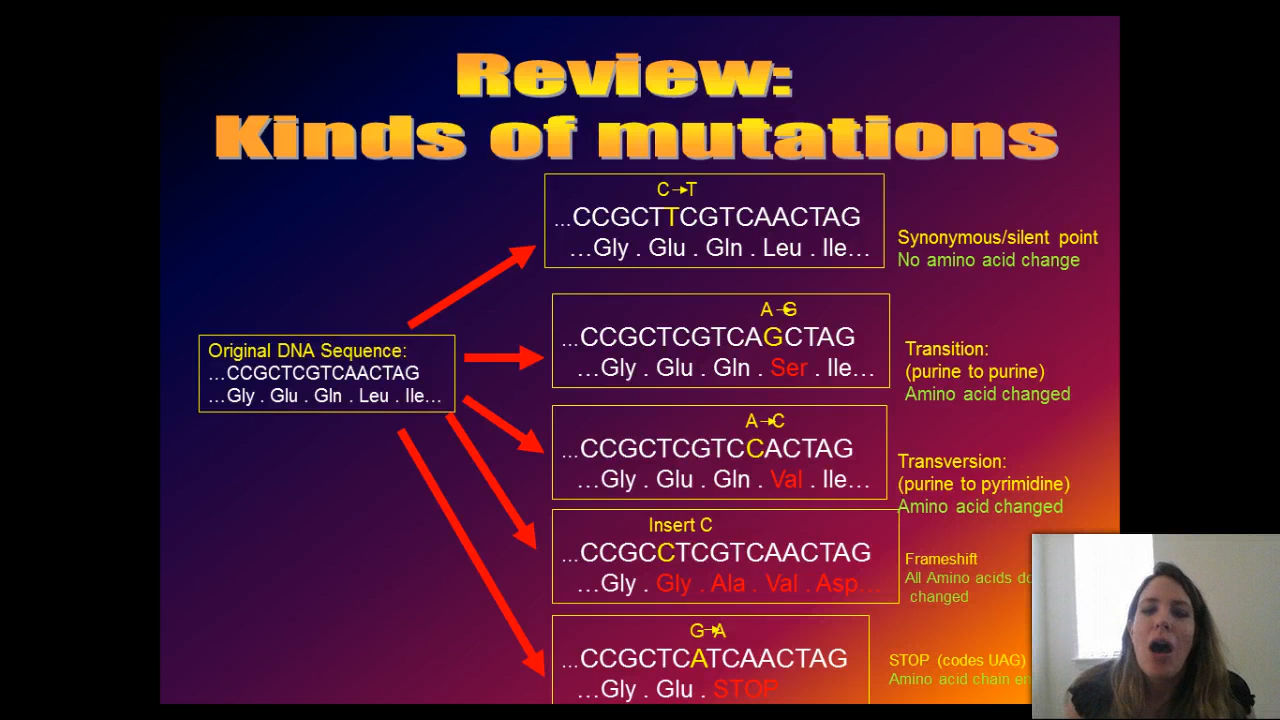 Review:
Kinds of mutations
C→T
...CCGCTTCGTCAACTAG
...Gly . Glu . Gln . Leu . Ile...
Synonymous/silent point
No amino acid change
A→G
...CCGCTCGTCAGCTAG
...Gly . Glu . Gln . Ser . Ile...
Transition:
(purine to purine)
Amino acid changed
Original DNA Sequence:
...CCGCTCGTCAACTAG
...Gly . Glu . Gln . Leu . Ile...
A→C
...CCGCTCGTCCACTAG
...Gly . Glu . Gln . Val . Ile...
Transversion:
(purine to pyrimidine)
Amino acid changed
Insert C
...CCGCCTCGTCAACTAG
...Gly . Gly . Ala . Val . Asp...
Frameshift
All Amino acids
changed
G→A
...CCGCTCATCAACTAG
...Gly . Glu . STOP
STOP (codes UAG)
Amino acid chain